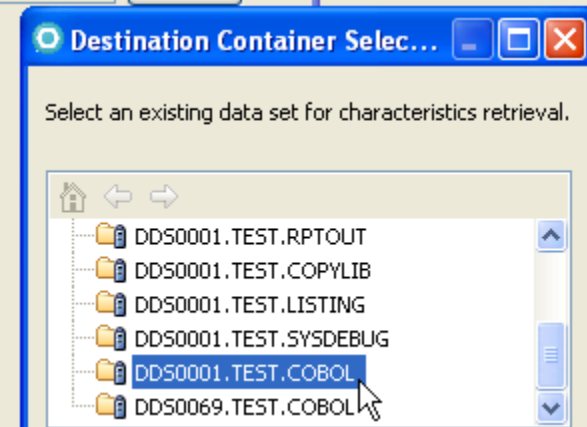 Destination Container Selec...
Select an existing data set for characteristics retrieval.
DDS0001.TEST.RPTOUT
DDS0001.TEST.COPYLIB
DDS0001.TEST.LISTING
DDS0001.TEST.SYSDEBUG
DDS0001.TEST.COBOL
DDS0069.TEST.COBOL